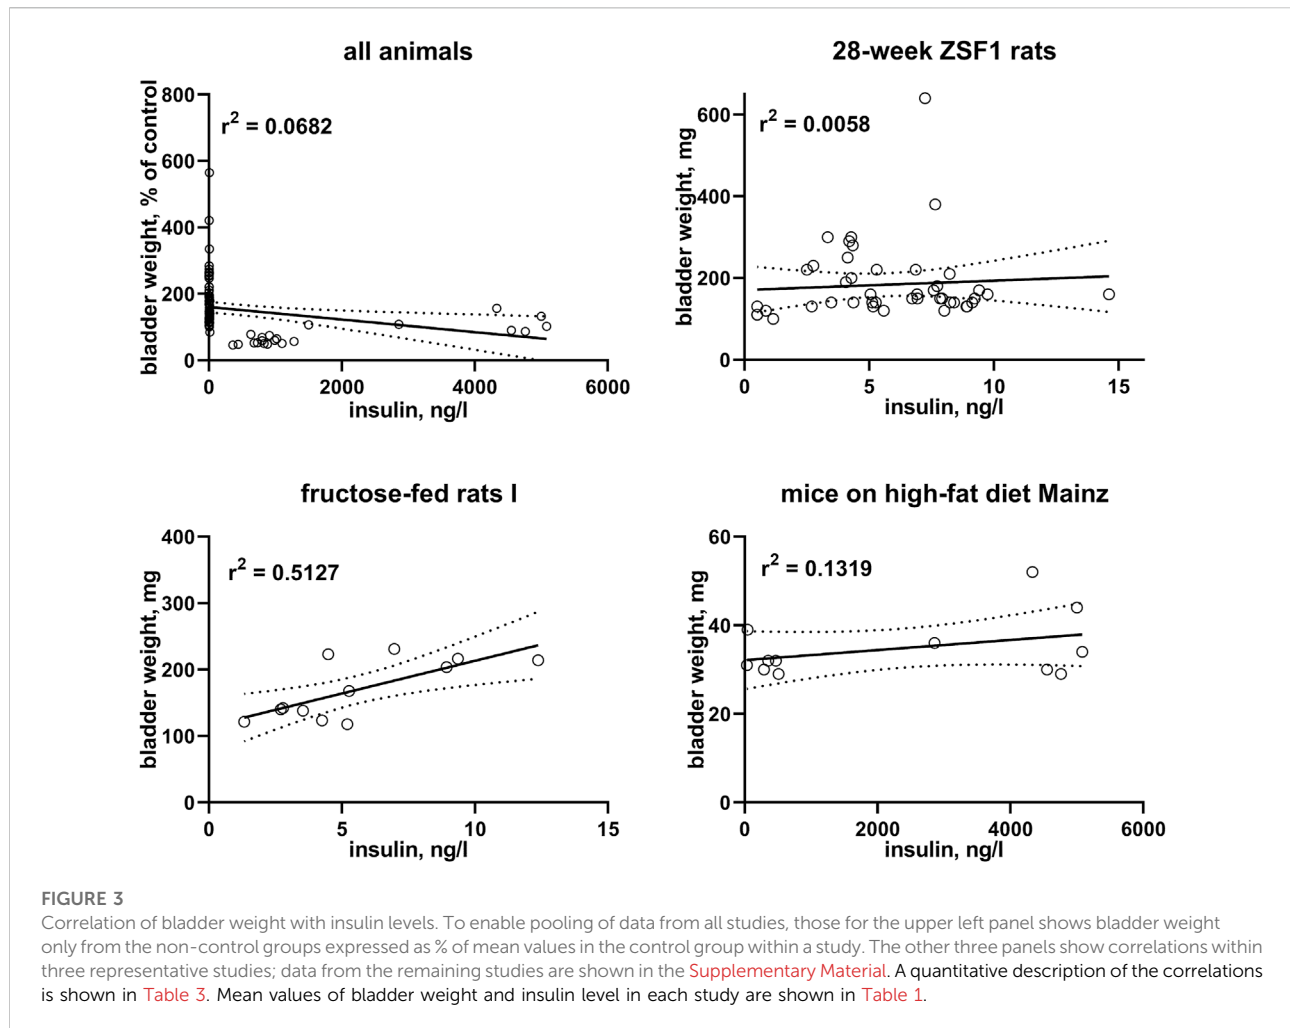 all animals
r2 = 0.0682
bladder weight, % of control
800
600
400
200
0
0 2000 4000 6000
insulin, ng/l
28-week ZSF1 rats
r2 = 0.0058
bladder weight, mg
600
400
200
0
0 5 10 15
insulin, ng/l
fructose-fed rats I
r2 = 0.5127
bladder weight, mg
400
300
200
100
0
0 5 10 15
insulin, ng/l
mice on high-fat diet Mainz
r2 = 0.1319
bladder weight, mg
60
40
20
0
0 2000 4000 6000
insulin, ng/l
FIGURE 3
Correlation of bladder weight with insulin levels. To enable pooling of data from all studies, those for the upper left panel shows bladder weight
only from the non-control groups expressed as % of mean values in the control group within a study. The other three panels show correlations within
three representative studies; data from the remaining studies are shown in the Supplementary Material. A quantitative description of the correlations
is shown in Table 3. Mean values of bladder weight and insulin level in each study are shown in Table 1.